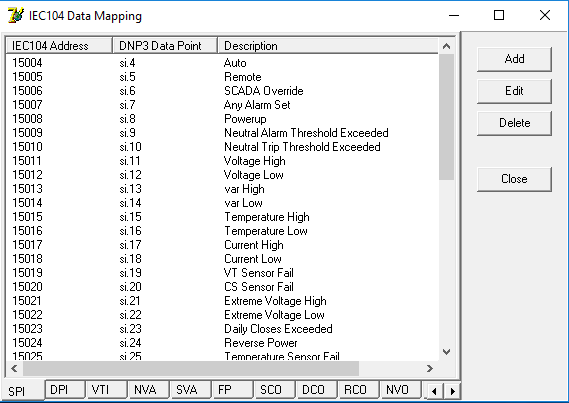 IEC104 Data Mapping
IEC104 Address DNP3 Data Point Description
15004 si.4 Auto
15005 si.5 Remote
15006 si.6 SCADA Override
15007 si.7 Any Alarm Set
15008 si.8 Powerup
15009 si.9 Neutral Alarm Threshold Exceeded
15010 si.10 Neutral Trip Threshold Exceeded
15011 si.11 Voltage High
15012 si.12 Voltage Low
15013 si.13 var High
15014 si.14 var Low
15015 si.15 Temperature High
15016 si.16 Temperature Low
15017 si.17 Current High
15018 si.18 Current Low
15019 si.19 VT Sensor Fail
15020 si.20 CS Sensor Fail
15021 si.21 Extreme Voltage High
15022 si.22 Extreme Voltage Low
15023 si.23 Daily Closes Exceeded
15024 si.24 Reverse Power
15025 si.25 Temperature Sensor Fail
Add
Edit
Delete
Close
SPI DPI VTI NVA SVA FP SCO DCO RCO NVO